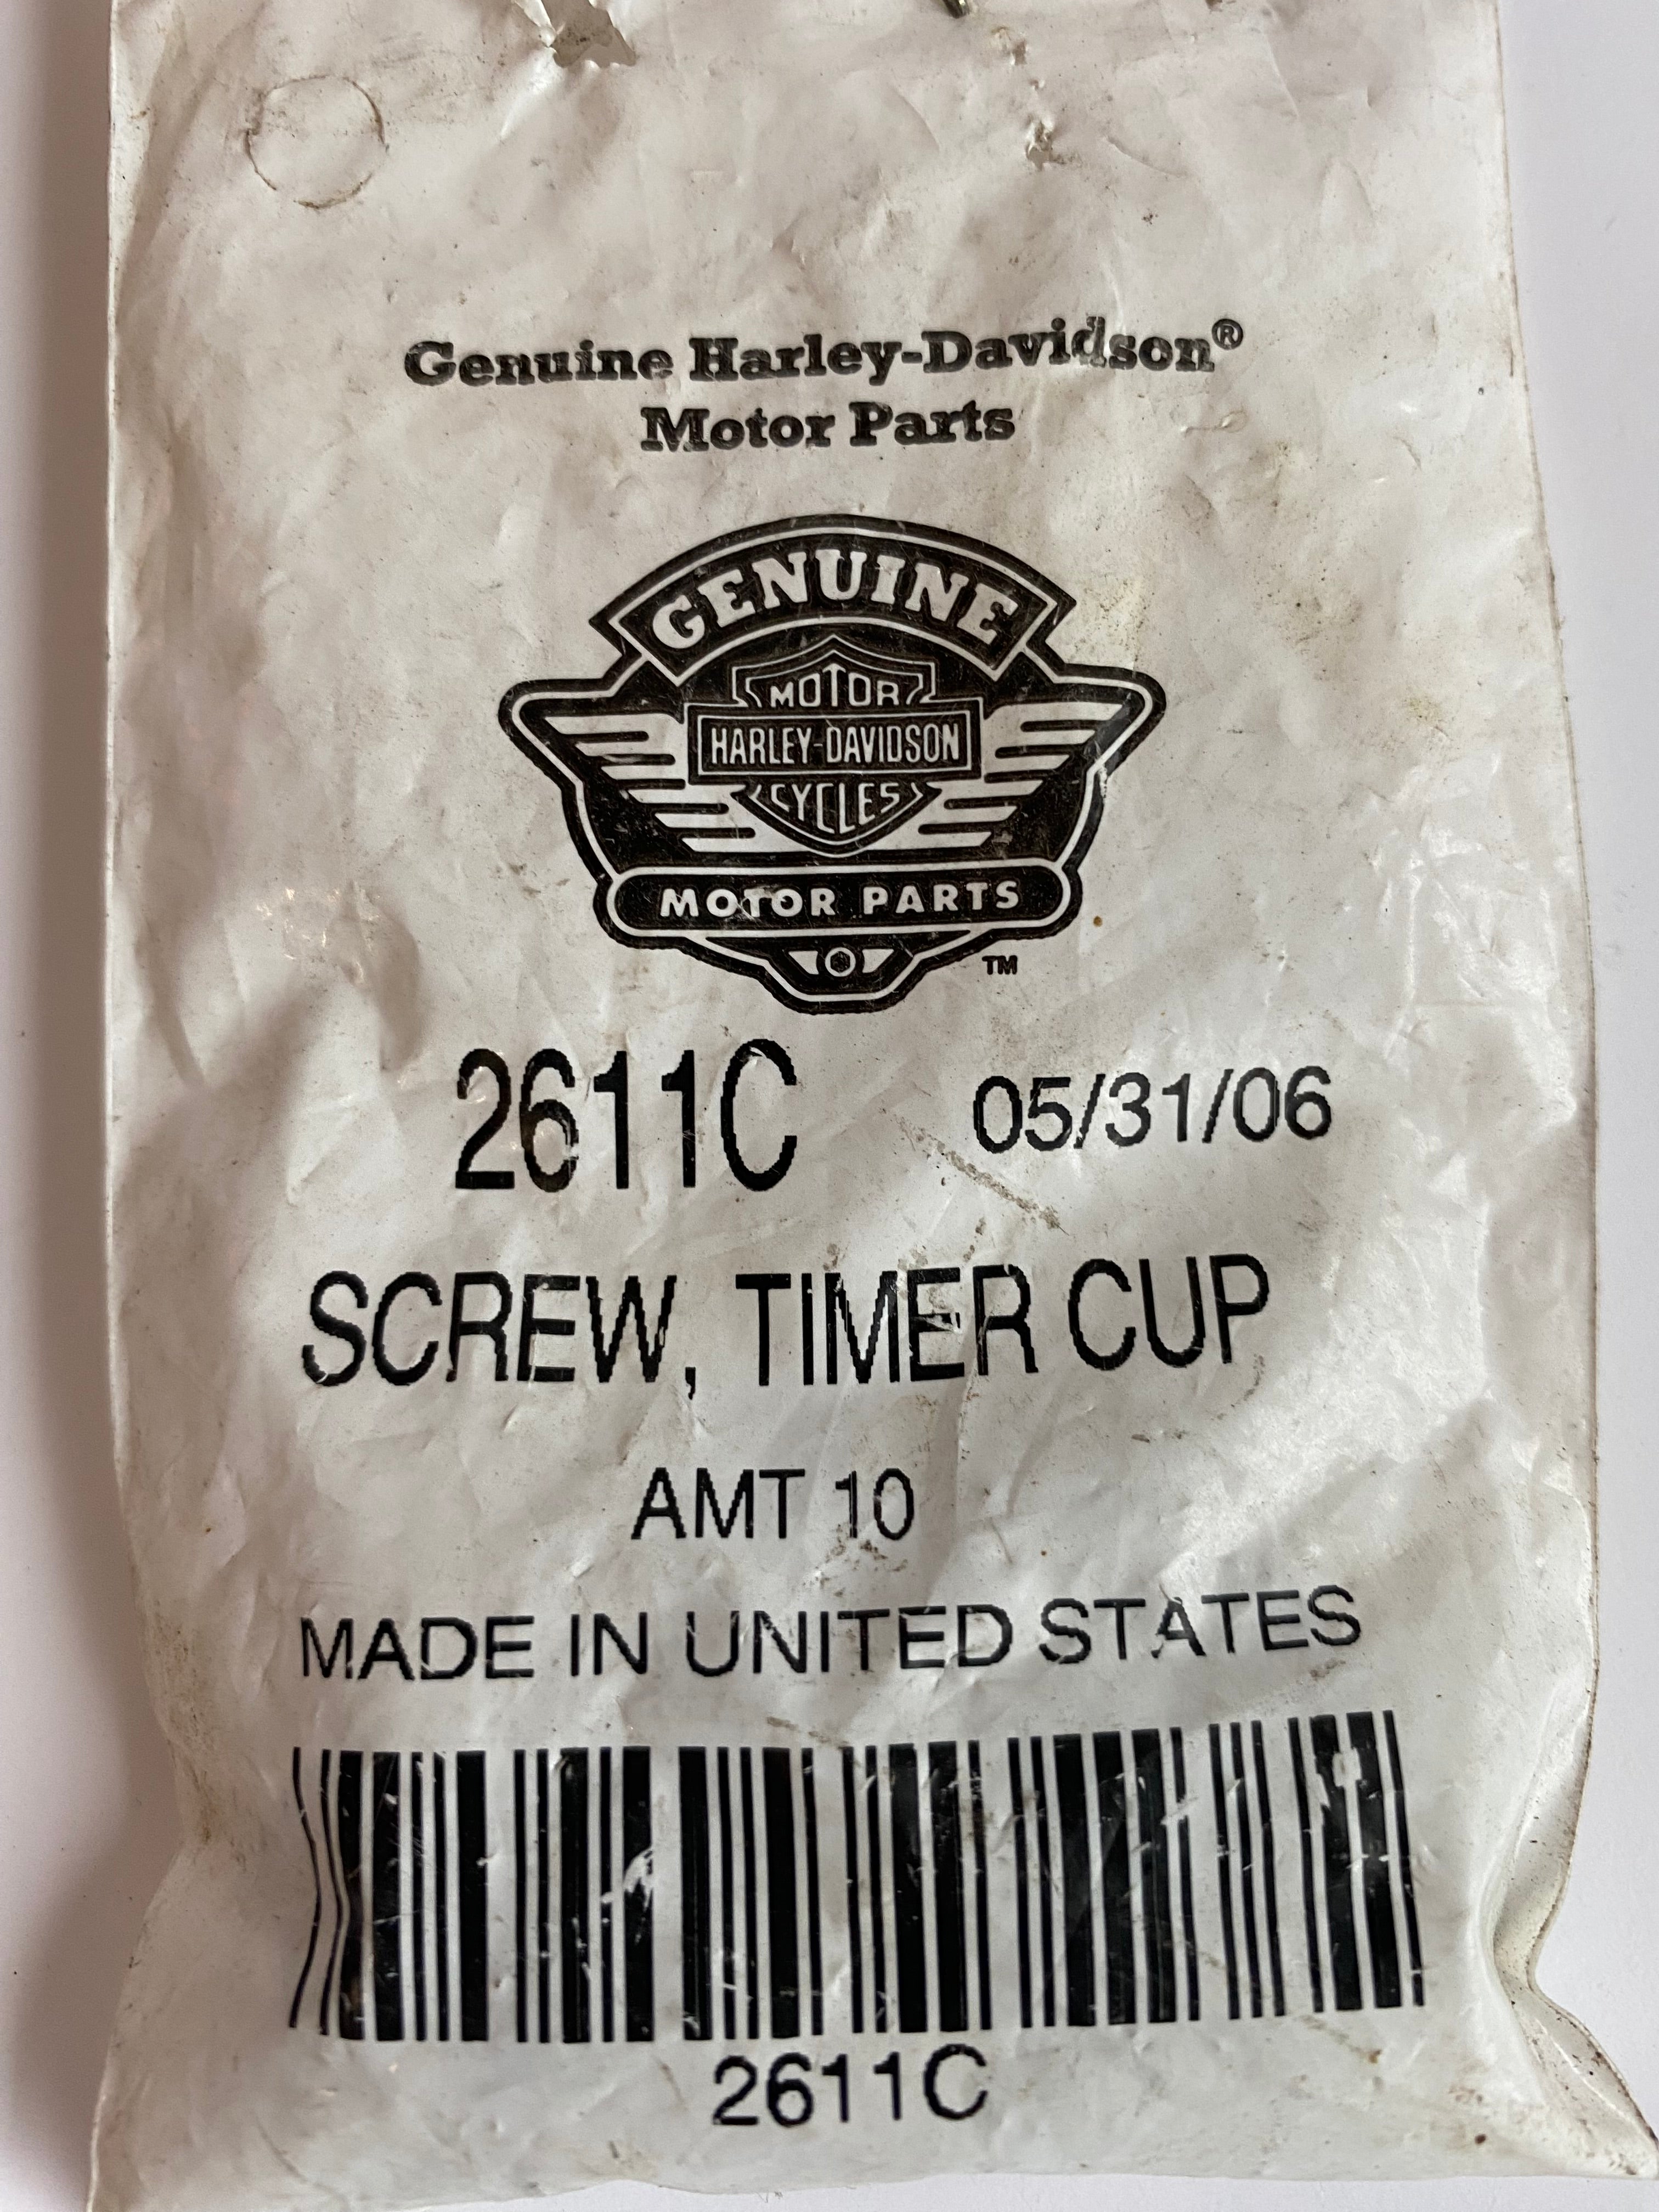 Genuine Harley-Davidson®
Motor Parts
GENUINE
MOTOR
HARLEY-DAVIDSON
CYCLES
MOTOR PARTS
TM
2611C 05/31/06
SCREW, TIMER CUP
AMT 10
MADE IN UNITED STATES
2611C